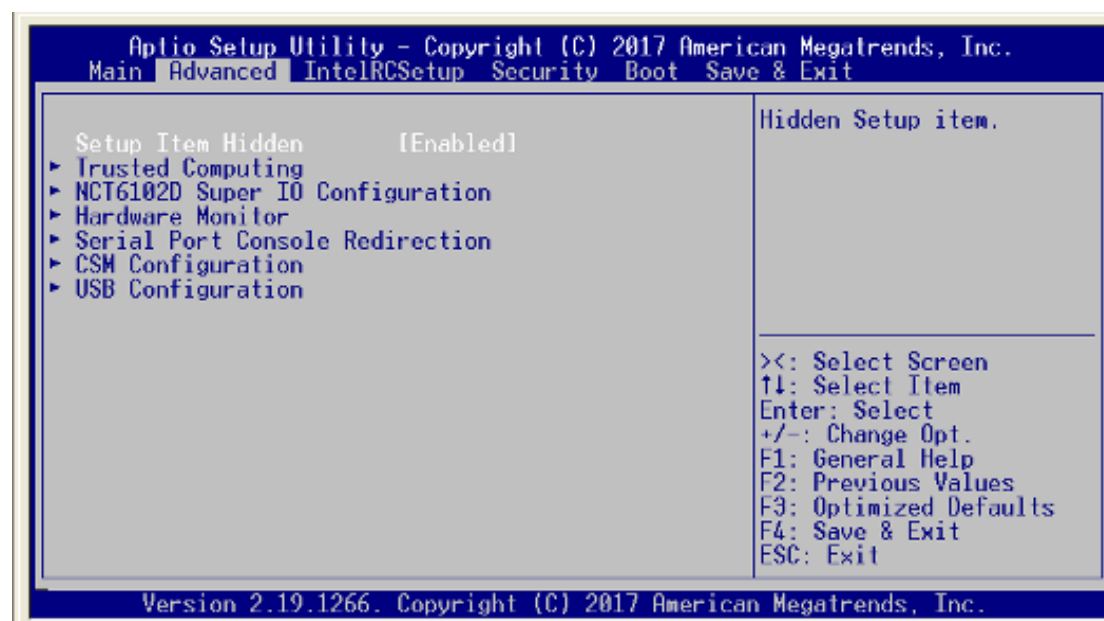 Aptio Setup Utility – Copyright (C) 2017 American Megatrends, Inc.
Main Advanced IntelRCSetup Security Boot Save & Exit
Setup Item Hidden [Enabled]
► Trusted Computing
► NCT6102D Super IO Configuration
► Hardware Monitor
► Serial Port Console Redirection
► CSM Configuration
► USB Configuration
Hidden Setup item.
><: Select Screen
↑↓: Select Item
Enter: Select
+/-: Change Opt.
F1: General Help
F2: Previous Values
F3: Optimized Defaults
F4: Save & Exit
ESC: Exit
Version 2.19.1266. Copyright (C) 2017 American Megatrends, Inc.